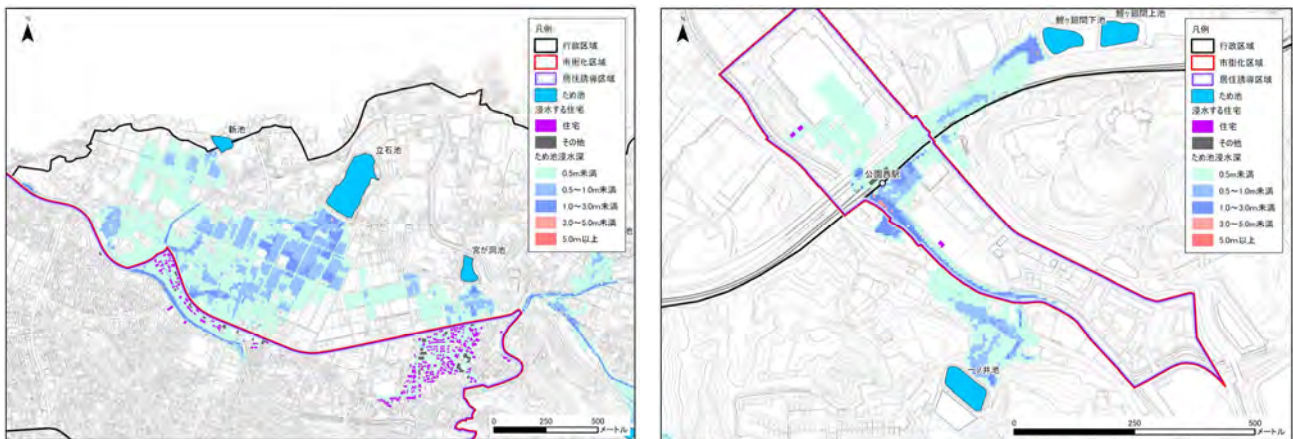 N
凡例
行政区域
市街化区域
居住誘導区域
ため池
浸水する住宅
住宅
その他
ため池浸水深
0.5m未満
0.5~1.0m未満
1.0~3.0m未満
3.0~5.0m未満
5.0m以上
新池
立石池
宮が洞池
0 250 500
メートル
N
鯉ヶ廻間下池
鯉ヶ廻間上池
凡例
行政区域
市街化区域
居住誘導区域
ため池
浸水する住宅
住宅
その他
ため池浸水深
0.5m未満
0.5~1.0m未満
1.0~3.0m未満
3.0~5.0m未満
5.0m以上
公園西駅
一ノ井池
0 250 500
メートル